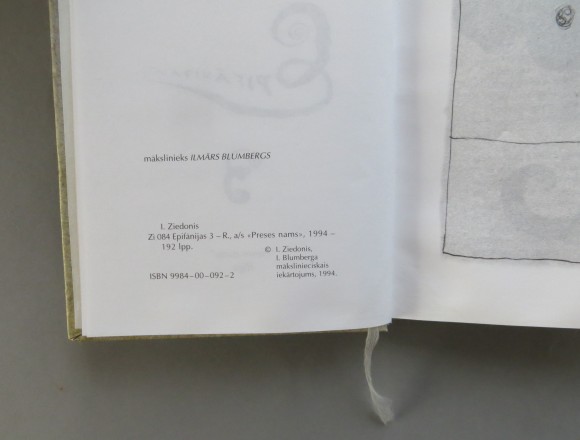 mākslinieks ILMĀRS BLUMBERGS
I. Ziedonis
Zi 084 Epifānijas 3 – R., a/s «Preses nams», 1994 –
192 lpp.
© I. Ziedonis,
I. Blumberga
mākslinieciskais
iekārtojums, 1994.
ISBN 9984-00-092-2